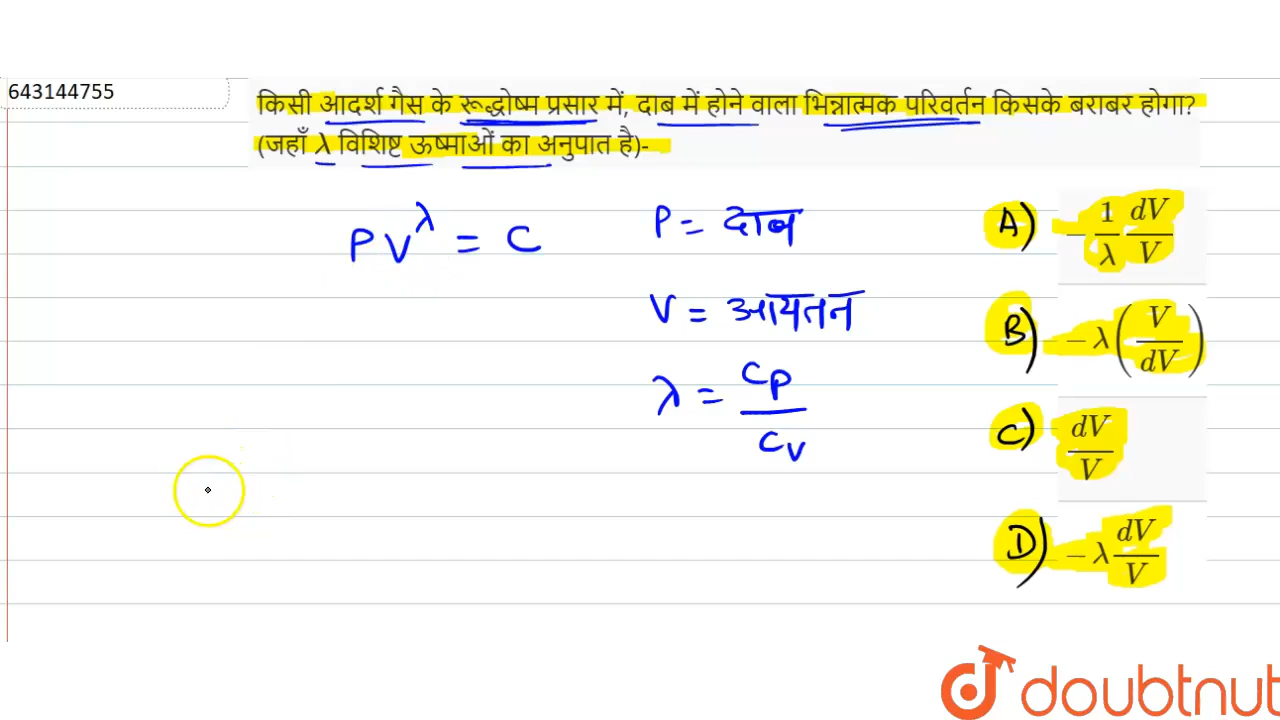 643144755
किसी आदर्श गैस के रूद्धोष्म प्रसार में, दाब में होने वाला भिन्नात्मक परिवर्तन किसके बराबर होगा?
(जहाँ λ विशिष्ट ऊष्माओं का अनुपात है)-
PV^λ = C
P = दाब
V = आयतन
λ = CP/CV
A) -1/λ dV/V
B) -λ(V/dV)
C) dV/V
D) -λ dV/V
doubtnut